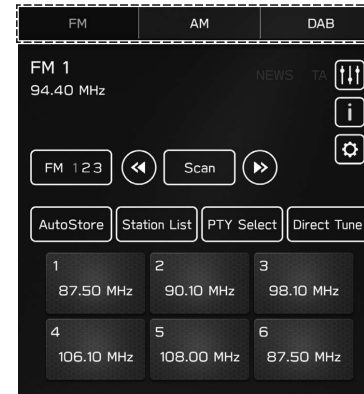 FM AM DAB
FM 1
NEWS TA
94.40 MHz
i
FM 123 Scan
AutoStore Station List PTY Select Direct Tune
1 2 3
87.50 MHz 90.10 MHz 98.10 MHz
4 5 6
106.10 MHz 108.00 MHz 87.50 MHz